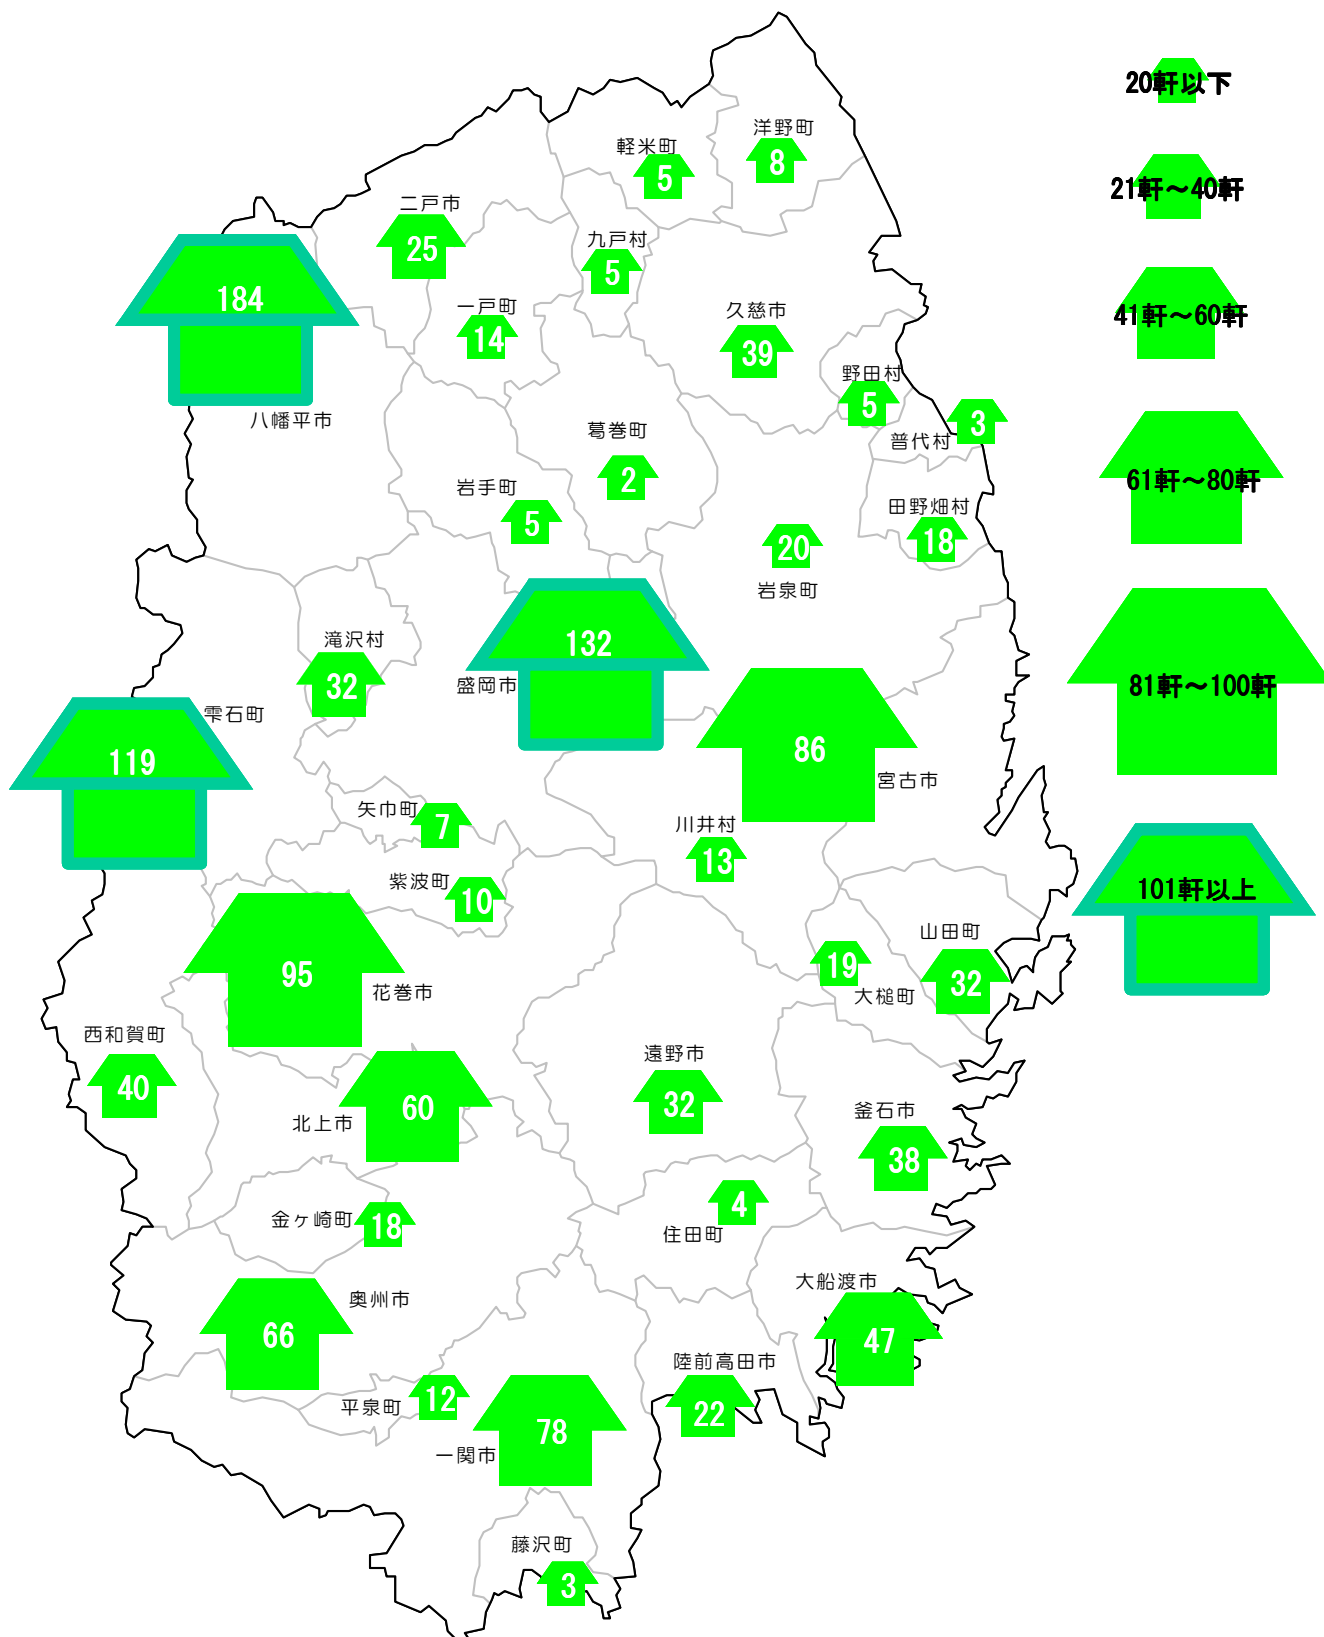 20軒以下
洋野町
8
軽米町
5
二戸市
25
21軒～40軒
九戸村
5
184
八幡平市
一戸町
14
久慈市
39
41軒～60軒
野田村
5
普代村
3
葛巻町
2
岩手町
5
61軒～80軒
田野畑村
18
20
岩泉町
滝沢村
32
132
盛岡市
81軒～100軒
雫石町
119
86
宮古市
矢巾町
7
川井村
13
紫波町
10
101軒以上
山田町
32
19
大槌町
95
花巻市
西和賀町
40
遠野市
32
60
北上市
釜石市
38
金ヶ崎町
18
4
住田町
大船渡市
47
奥州市
66
陸前高田市
22
平泉町
12
78
一関市
藤沢町
3